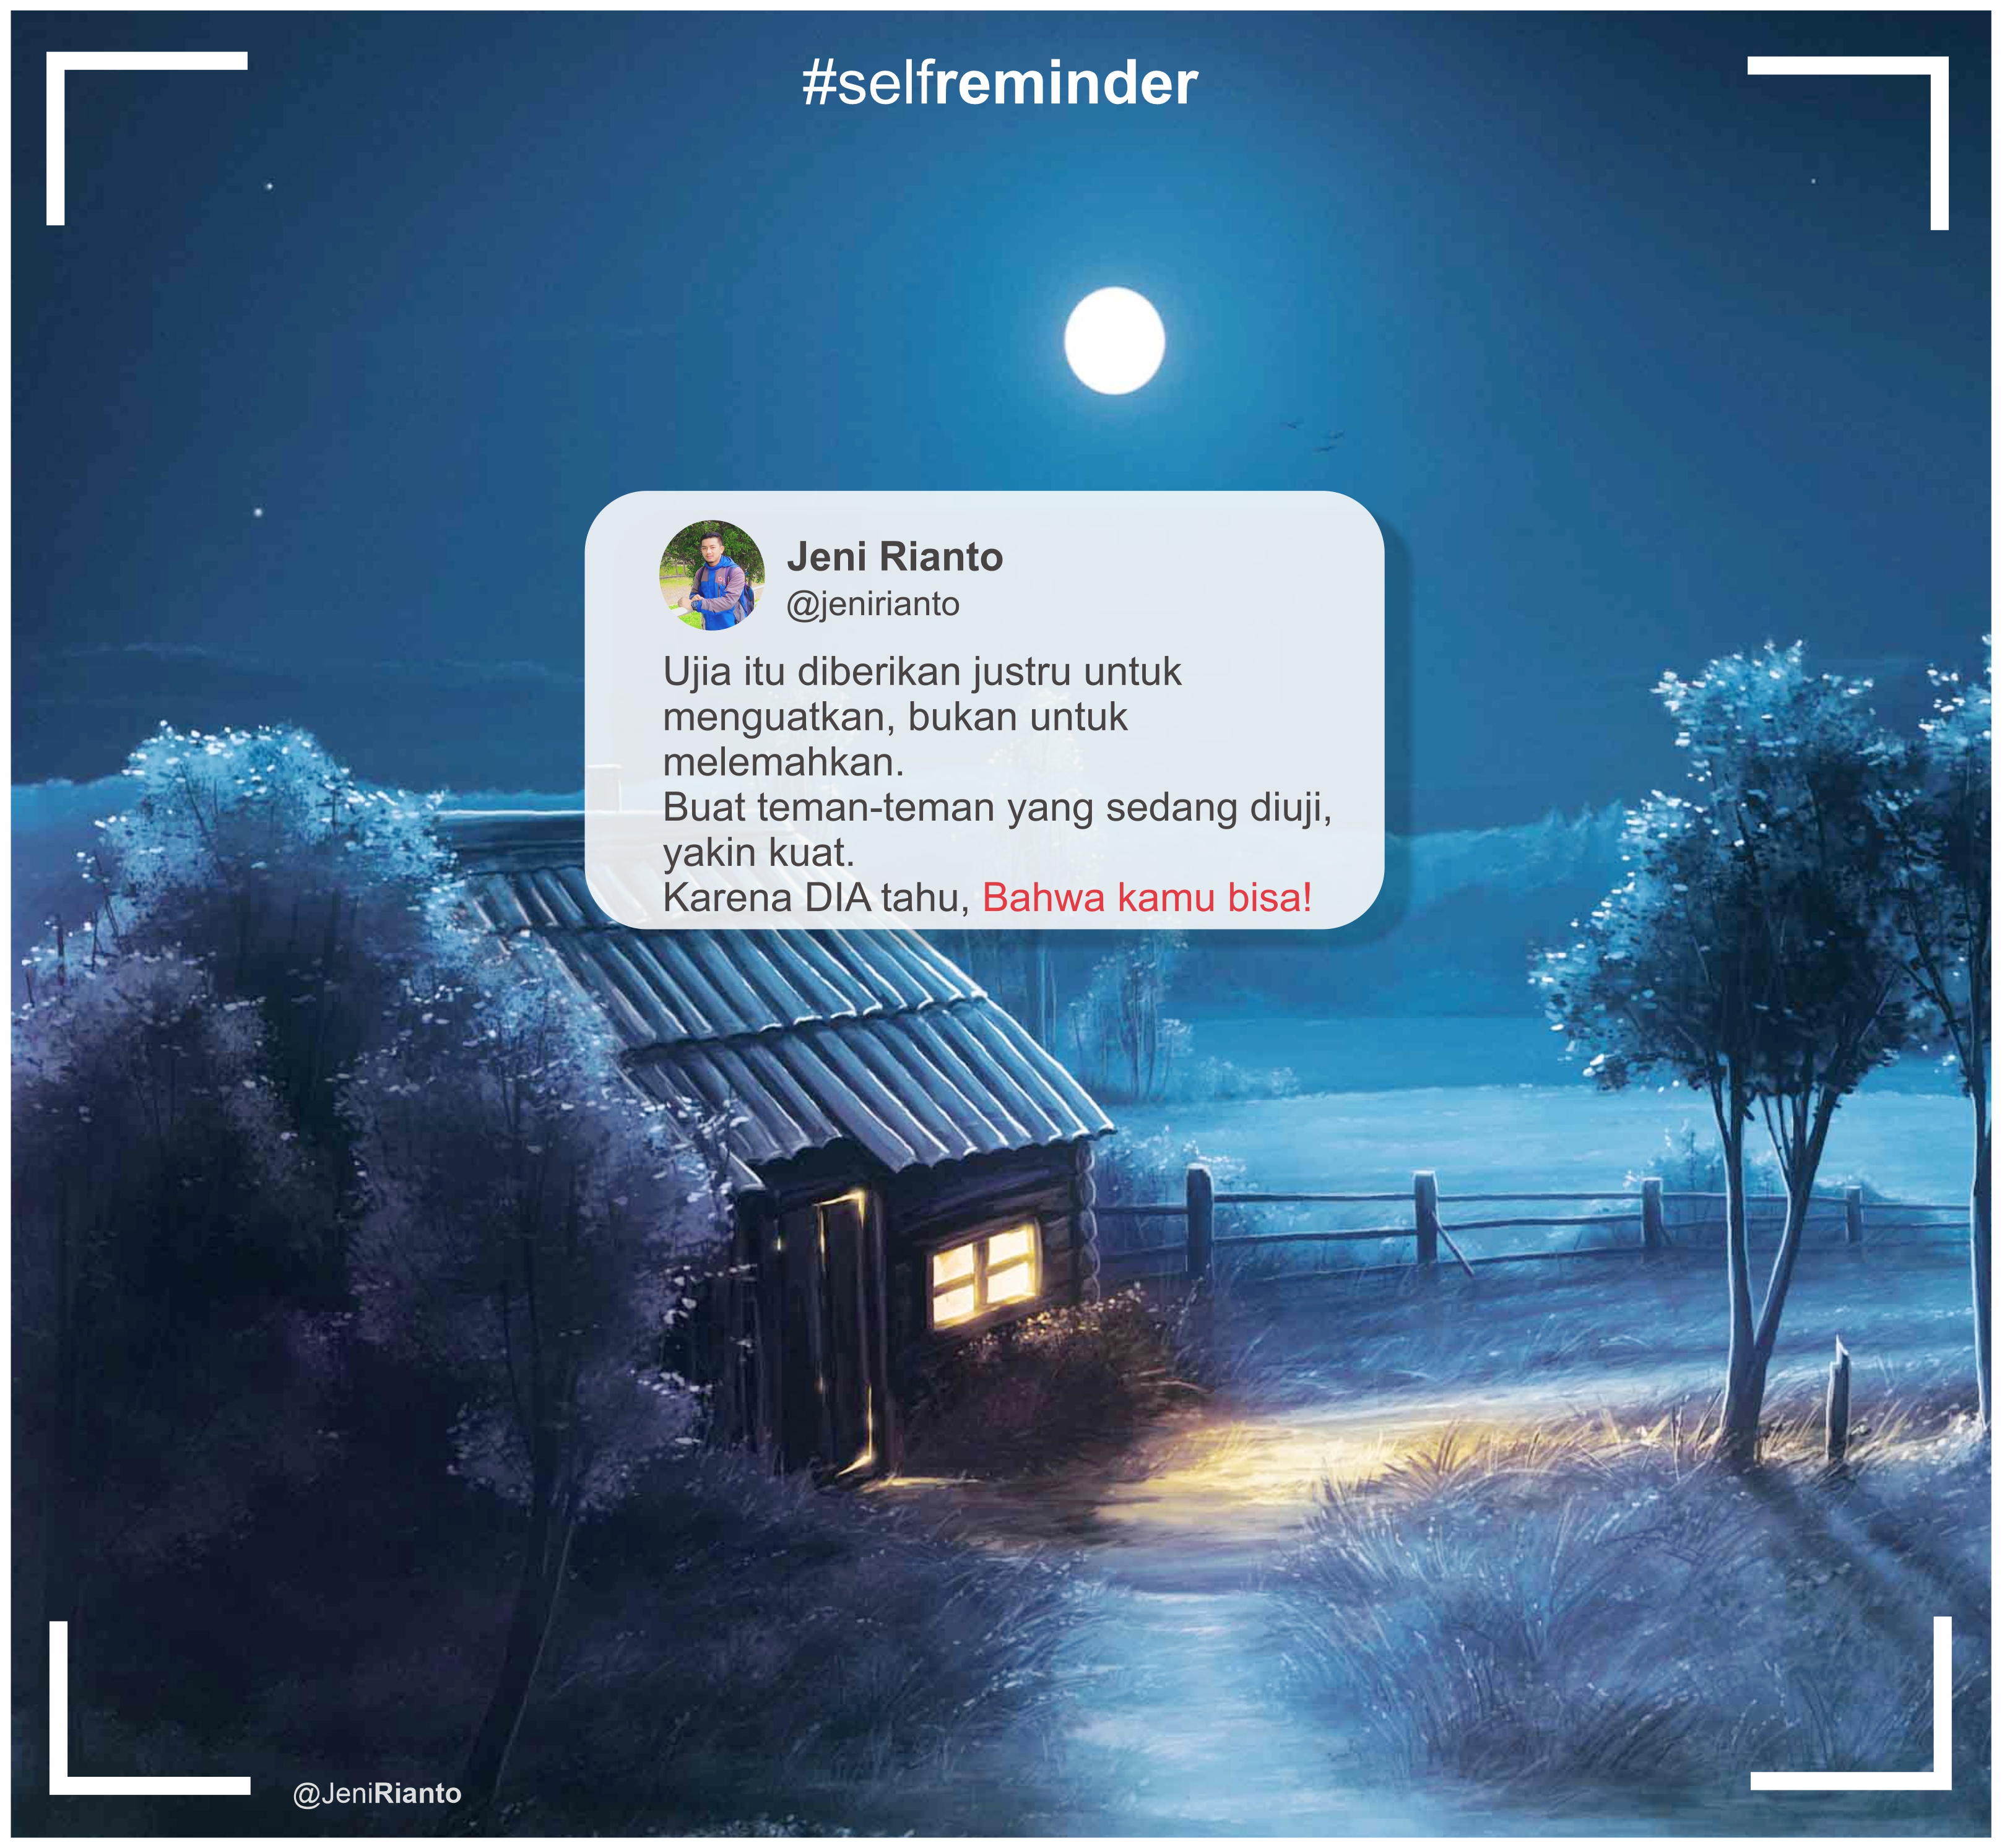 #selfreminder
Jeni Rianto
@jenirianto
Ujia itu diberikan justru untuk
menguatkan, bukan untuk
melemahkan.
Buat teman-teman yang sedang diuji,
yakin kuat.
Karena DIA tahu, Bahwa kamu bisa!
@JeniRianto